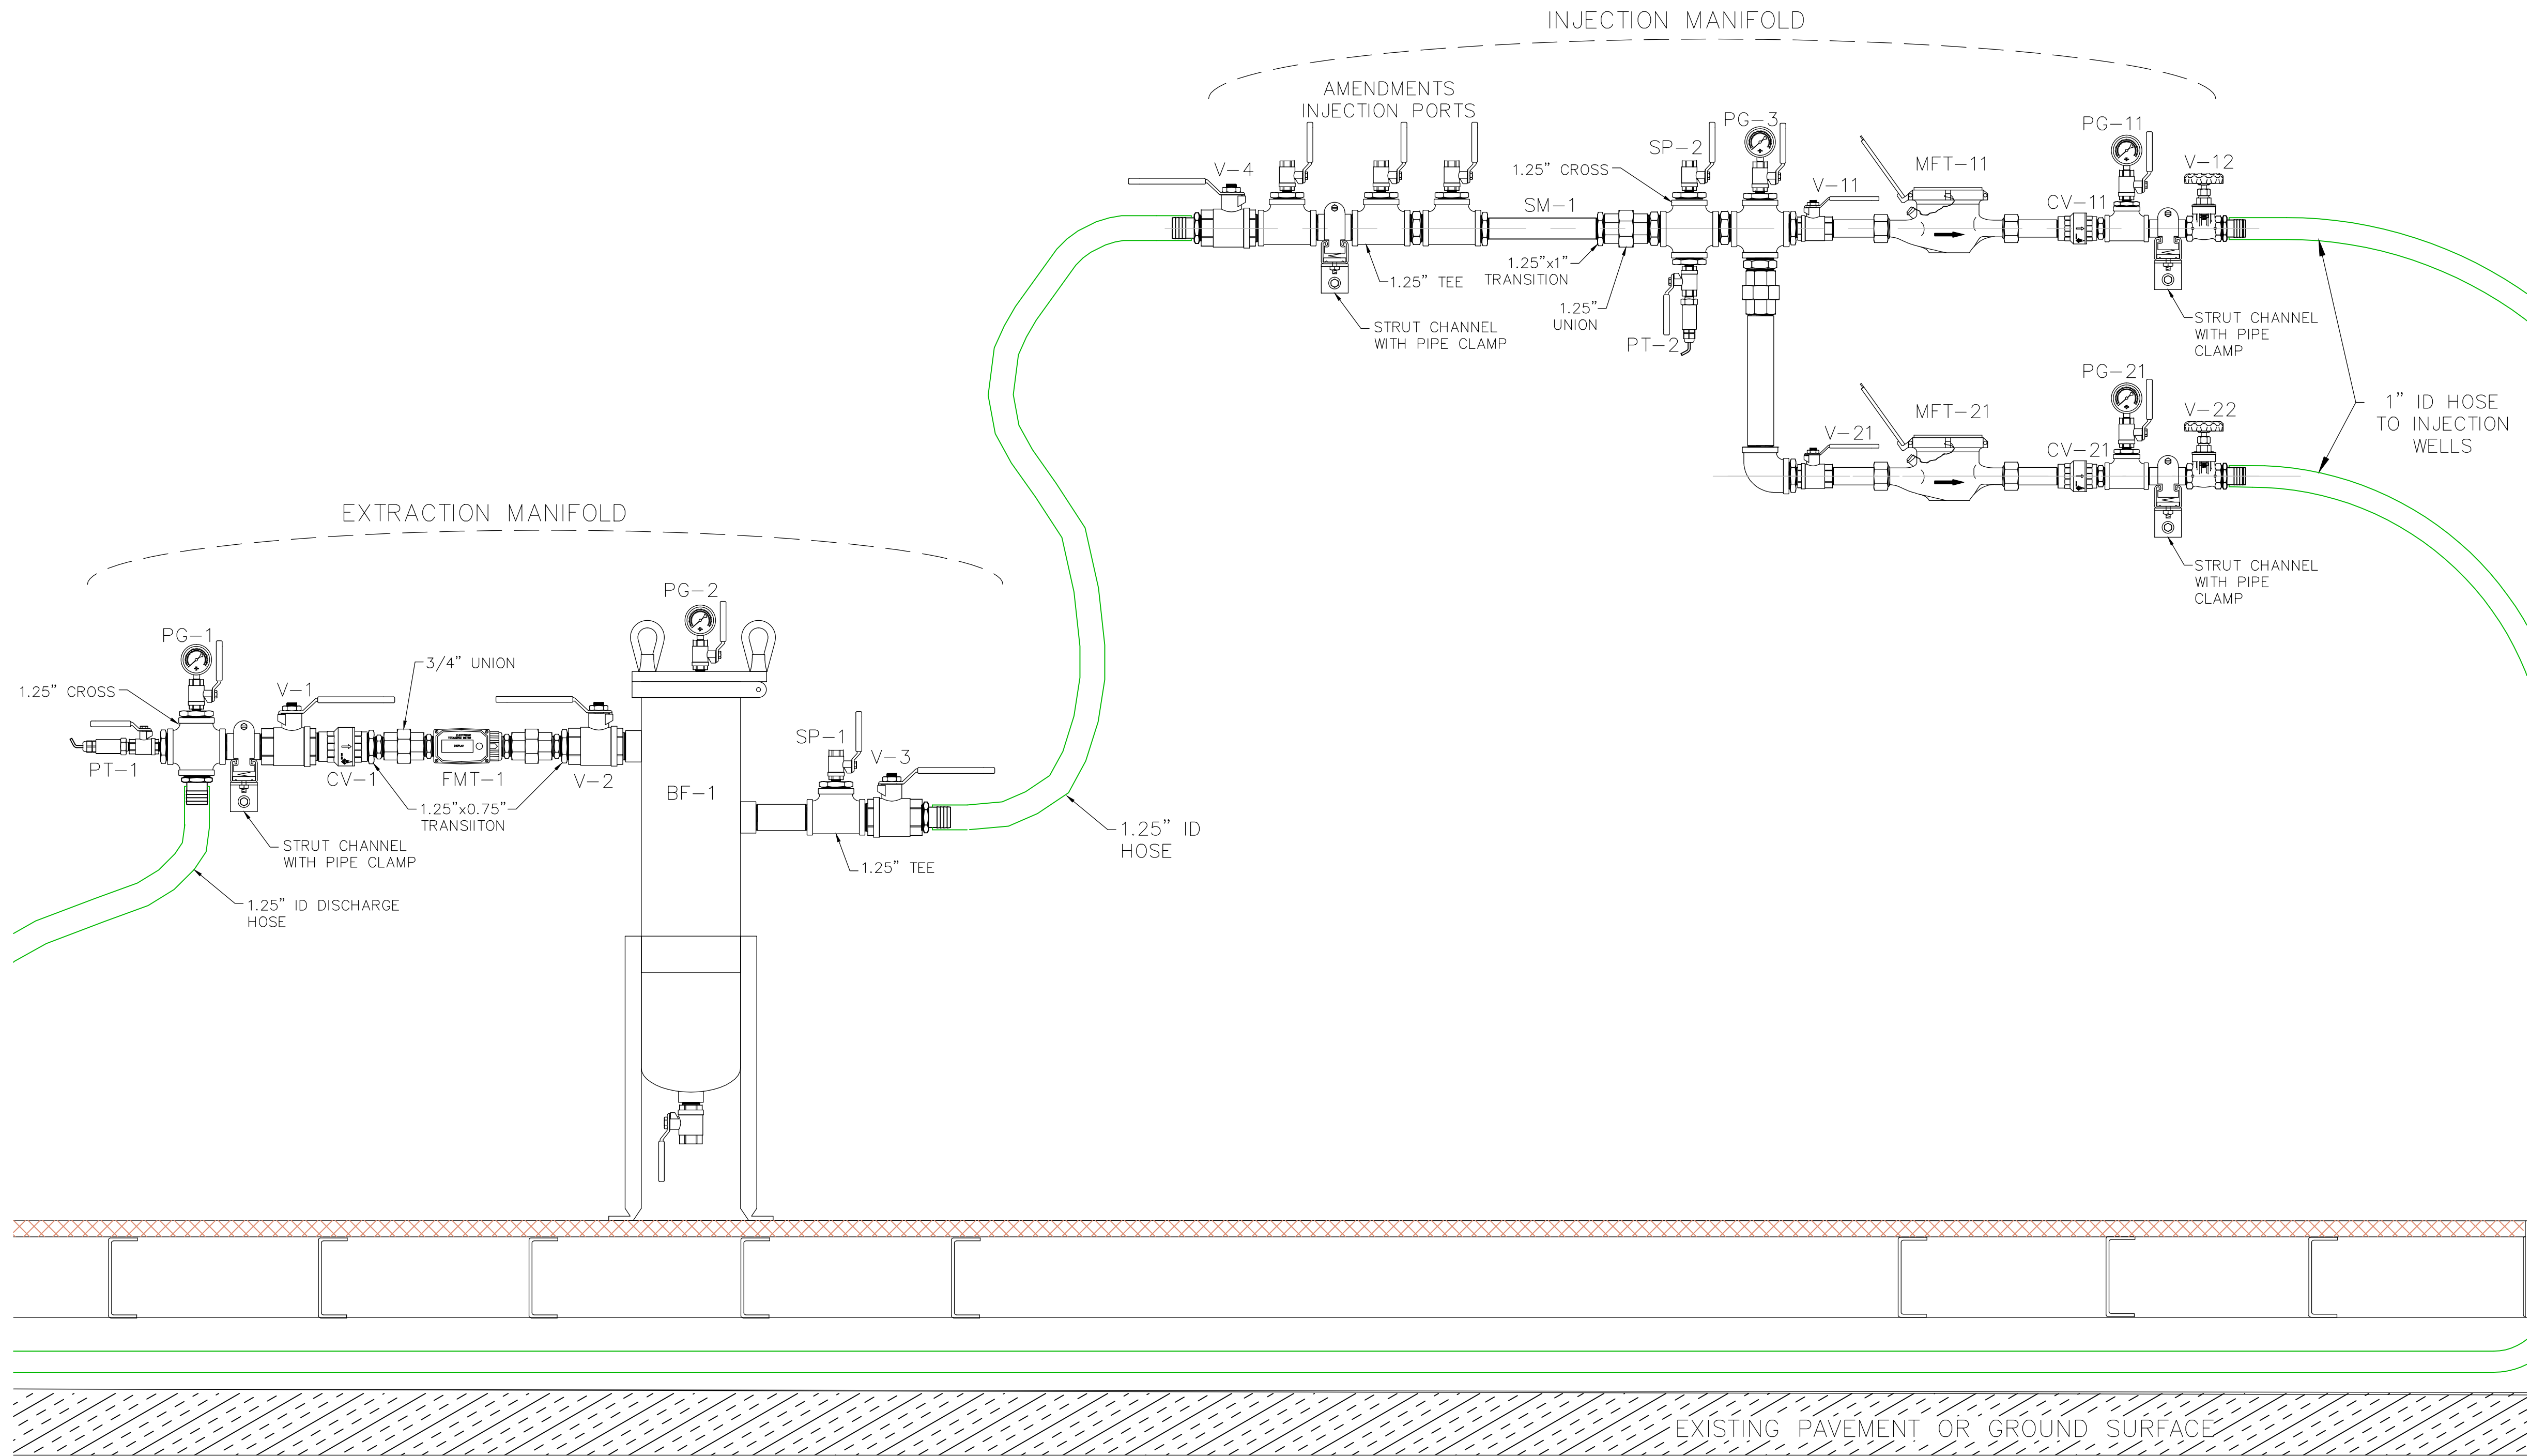 INJECTION MANIFOLD
AMENDMENTS
INJECTION PORTS
V-4
SM-1
1.25" CROSS
SP-2
PG-3
V-11
MFT-11
CV-11
PG-11
V-12
1.25" TEE
1.25"x1"
TRANSITION
1.25"
UNION
PT-2
STRUT CHANNEL
WITH PIPE CLAMP
STRUT CHANNEL
WITH PIPE
CLAMP
V-21
MFT-21
CV-21
PG-21
V-22
1" ID HOSE
TO INJECTION
WELLS
STRUT CHANNEL
WITH PIPE
CLAMP
EXTRACTION MANIFOLD
PG-1
1.25" CROSS
PT-1
V-1
3/4" UNION
CV-1
FMT-1
V-2
PG-2
BF-1
SP-1
V-3
1.25"x0.75"
TRANSIITON
STRUT CHANNEL
WITH PIPE CLAMP
1.25" ID DISCHARGE
HOSE
1.25" TEE
1.25" ID
HOSE
EXISTING PAVEMENT OR GROUND SURFACE